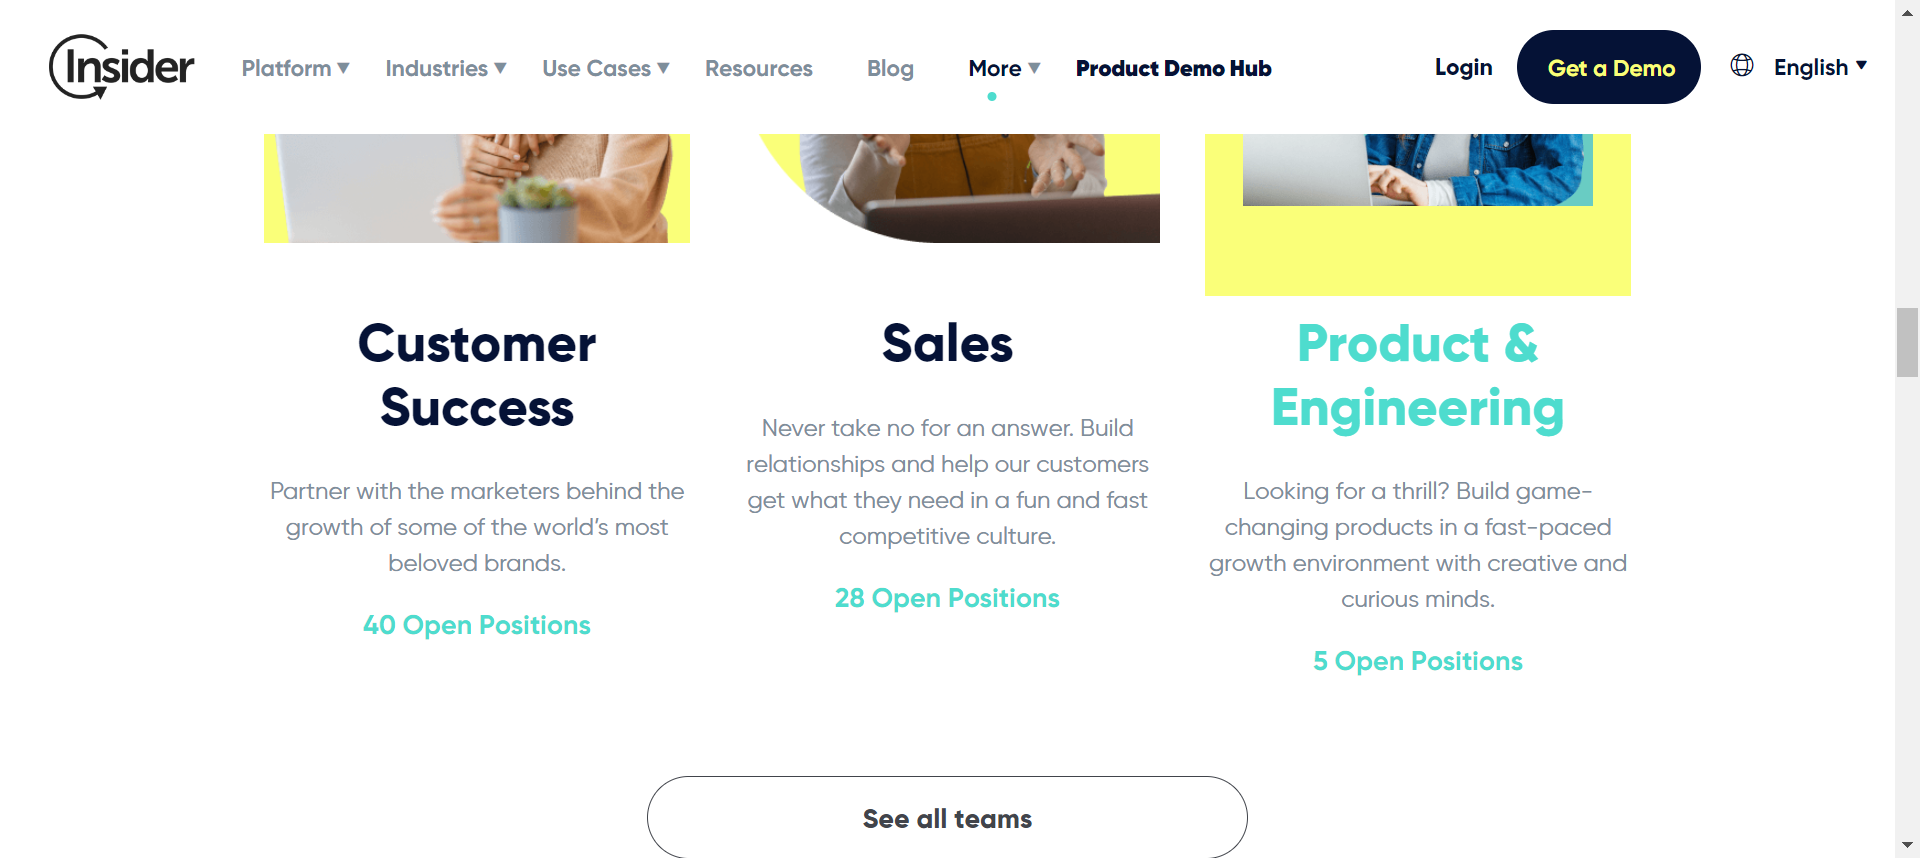 Insider
Platform ▼ Industries ▼ Use Cases ▼ Resources Blog More ▼ Product Demo Hub Login Get a Demo English ▼
Customer
Success
Partner with the marketers behind the
growth of some of the world’s most
beloved brands.
40 Open Positions
Sales
Never take no for an answer. Build
relationships and help our customers
get what they need in a fun and fast
competitive culture.
28 Open Positions
Product &
Engineering
Looking for a thrill? Build game-
changing products in a fast-paced
growth environment with creative and
curious minds.
5 Open Positions
See all teams